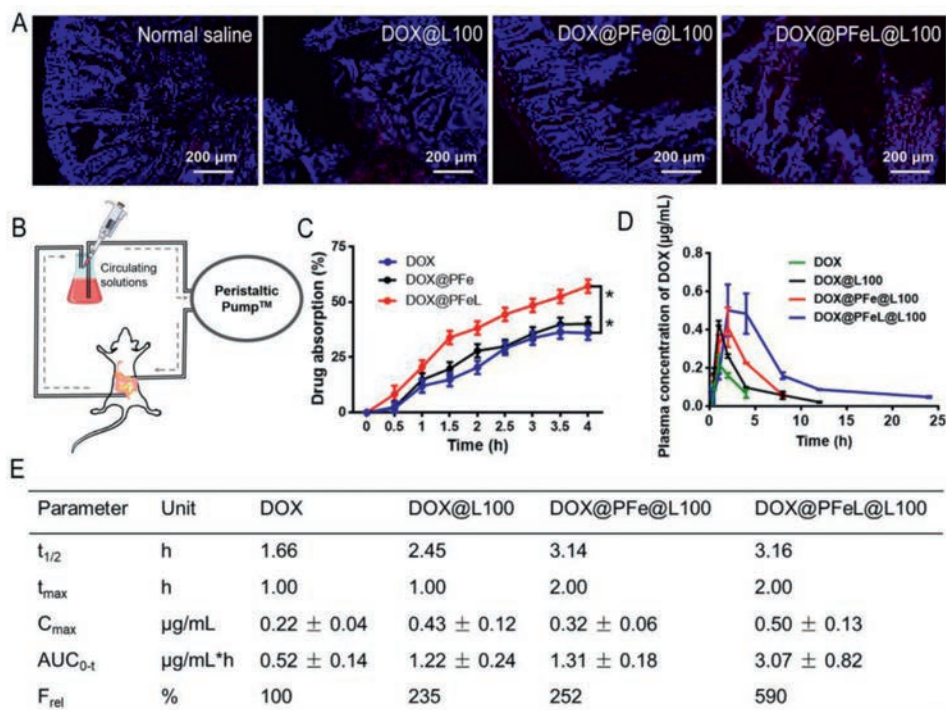 A
Normal saline
DOX@L100
DOX@PFe@L100
DOX@PFeL@L100
200 μm
200 μm
200 μm
200 μm
B
Circulating
solutions
Peristaltic
Pump™
C
Drug absorption (%)
75
50
25
0
DOX
DOX@PFe
DOX@PFeL
*
*
0 0.5 1 1.5 2 2.5 3 3.5 4
Time (h)
D
Plasma concentration of DOX (μg/mL)
0.8
0.6
0.4
0.2
0.0
DOX
DOX@L100
DOX@PFe@L100
DOX@PFeL@L100
0 5 10 15 20 25
Time (h)
E
Parameter Unit DOX DOX@L100 DOX@PFe@L100 DOX@PFeL@L100
t1/2 h 1.66 2.45 3.14 3.16
tmax h 1.00 1.00 2.00 2.00
Cmax μg/mL 0.22 ± 0.04 0.43 ± 0.12 0.32 ± 0.06 0.50 ± 0.13
AUC0-t μg/mL*h 0.52 ± 0.14 1.22 ± 0.24 1.31 ± 0.18 3.07 ± 0.82
Frel % 100 235 252 590